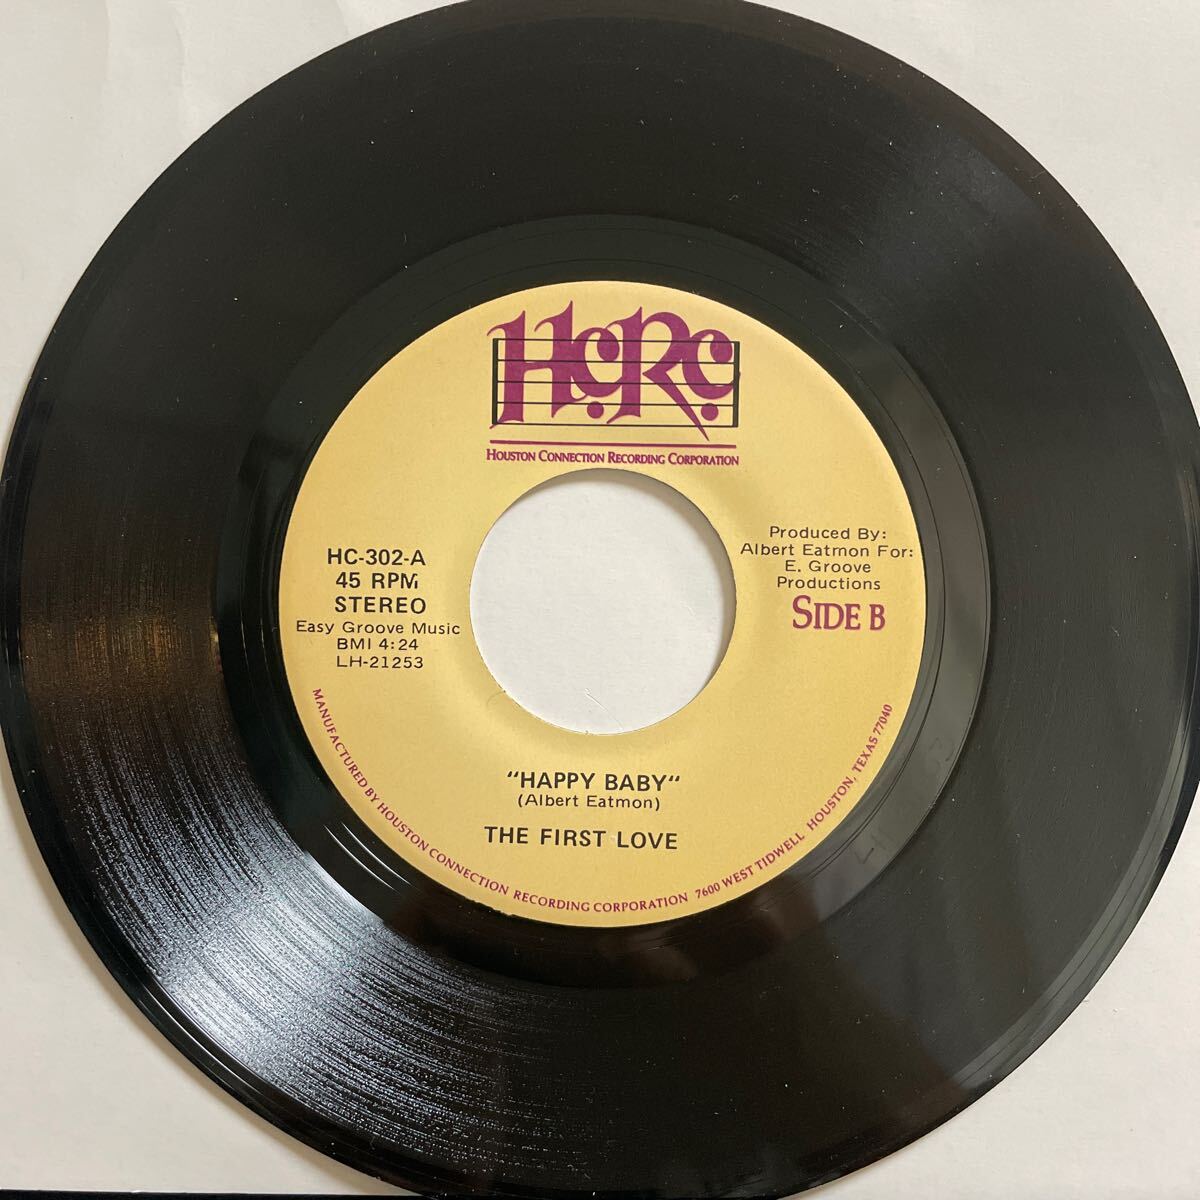 HCRC
HOUSTON CONNECTION RECORDING CORPORATION
HC-302-A
45 RPM
STEREO
Easy Groove Music
BMI 4:24
LH-21253
Produced By:
Albert Eatmon For:
E. Groove
Productions
SIDE B
"HAPPY BABY"
(Albert Eatmon)
THE FIRST LOVE
MANUFACTURED BY HOUSTON CONNECTION RECORDING CORPORATION 7600 WEST TIDWELL HOUSTON, TEXAS 77040